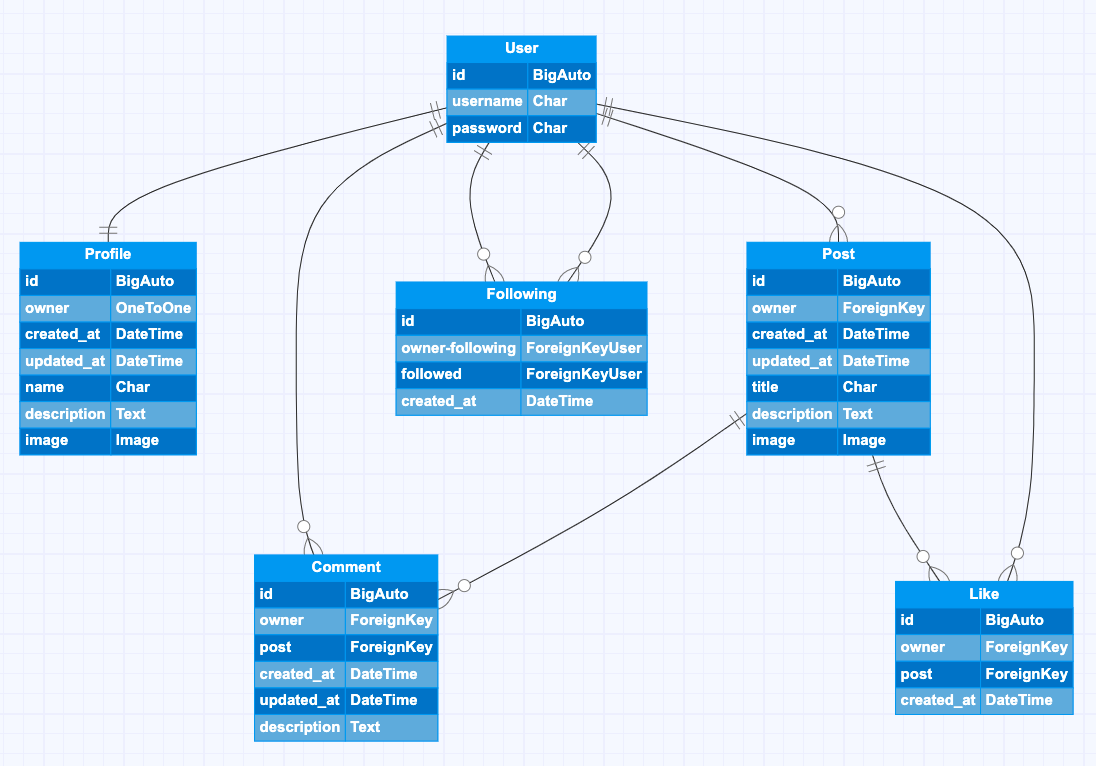 User
id BigAuto
username Char
password Char
Profile
id BigAuto
owner OneToOne
created_at DateTime
updated_at DateTime
name Char
description Text
image Image
Following
id BigAuto
owner-following ForeignKeyUser
followed ForeignKeyUser
created_at DateTime
Post
id BigAuto
owner ForeignKey
created_at DateTime
updated_at DateTime
title Char
description Text
image Image
Comment
id BigAuto
owner ForeignKey
post ForeignKey
created_at DateTime
updated_at DateTime
description Text
Like
id BigAuto
owner ForeignKey
post ForeignKey
created_at DateTime